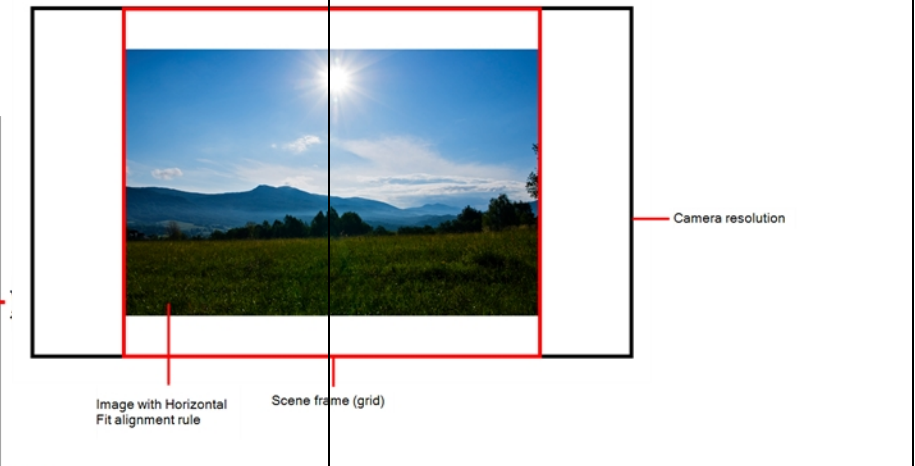 Camera resolution
Image with Horizontal
Fit alignment rule
Scene frame (grid)